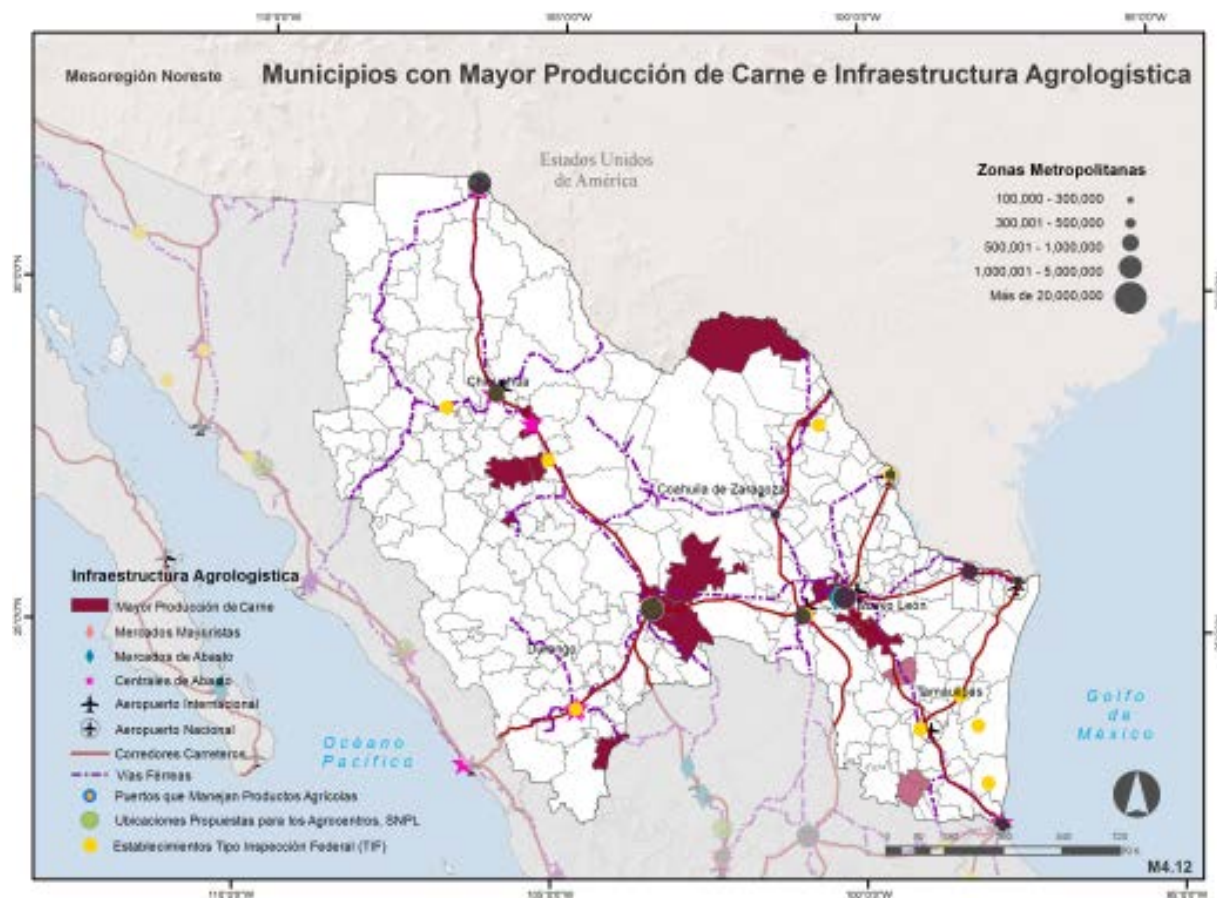 Mesoregión Noreste
Municipios con Mayor Producción de Carne e Infraestructura Agrologística
Estados Unidos
de América
Zonas Metropolitanas
100,000 - 300,000
300,001 - 500,000
500,001 - 1,000,000
1,000,001 - 5,000,000
Más de 20,000,000
Chihuahua
Coahuila de Zaragoza
Nuevo León
Durango
Tamaulipas
Infraestructura Agrologística
Mayor Producción de Carne
Mercados Mayoristas
Mercados de Abasto
Centrales de Abasto
Aeropuerto Internacional
Aeropuerto Nacional
Corredores Carreteros
Vías Férreas
Puertos que Manejan Productos Agrícolas
Ubicaciones Propuestas para los Agrocentros, SNPL
Establecimientos Tipo Inspección Federal (TIF)
Océano
Pacífico
Golfo
de
México
M4.12